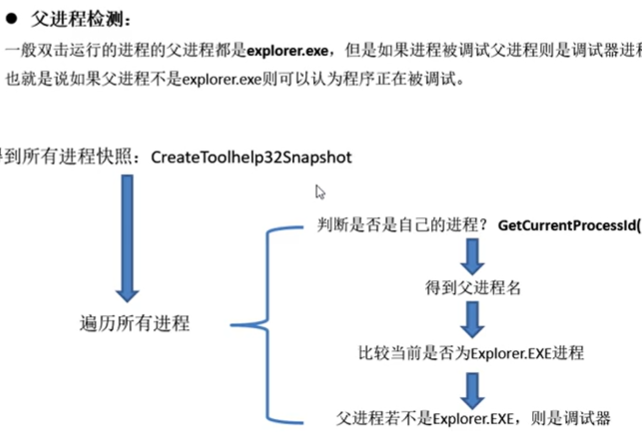 ● 父进程检测：
一般双击运行的进程的父进程都是explorer.exe，但是如果进程被调试父进程则是调试器进程
也就是说如果父进程不是explorer.exe则可以认为程序正在被调试。
得到所有进程快照：CreateToolhelp32Snapshot
遍历所有进程
判断是否是自己的进程？ GetCurrentProcessId(
得到父进程名
比较当前是否为Explorer.EXE进程
父进程若不是Explorer.EXE，则是调试器